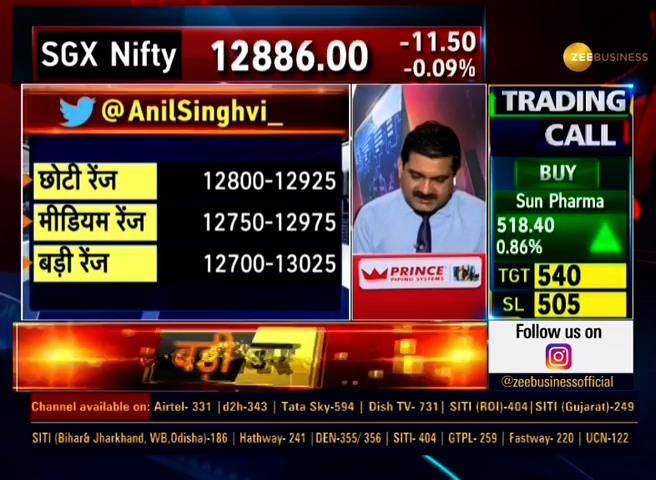 SGX Nifty 12886.00 -11.50
-0.09%
ZEEBUSINESS
@AnilSinghvi_
छोटी रेंज 12800-12925
मीडियम रेंज 12750-12975
बड़ी रेंज 12700-13025
PRINCE
PIPING SYSTEMS
TRADING
CALL
BUY
Sun Pharma
518.40
0.86%
TGT 540
SL 505
बड़ी
Follow us on
@zeebusinessofficial
Channel available on: Airtel- 331 |d2h-343 | Tata Sky-594 | Dish TV- 731| SITI (ROI)-404|SITI (Gujarat)-249
SITI (Bihar& Jharkhand, WB,Odisha)-186 | Hathway- 241 |DEN-355/ 356 | SITI- 404 | GTPL- 259 | Fastway- 220 | UCN-122